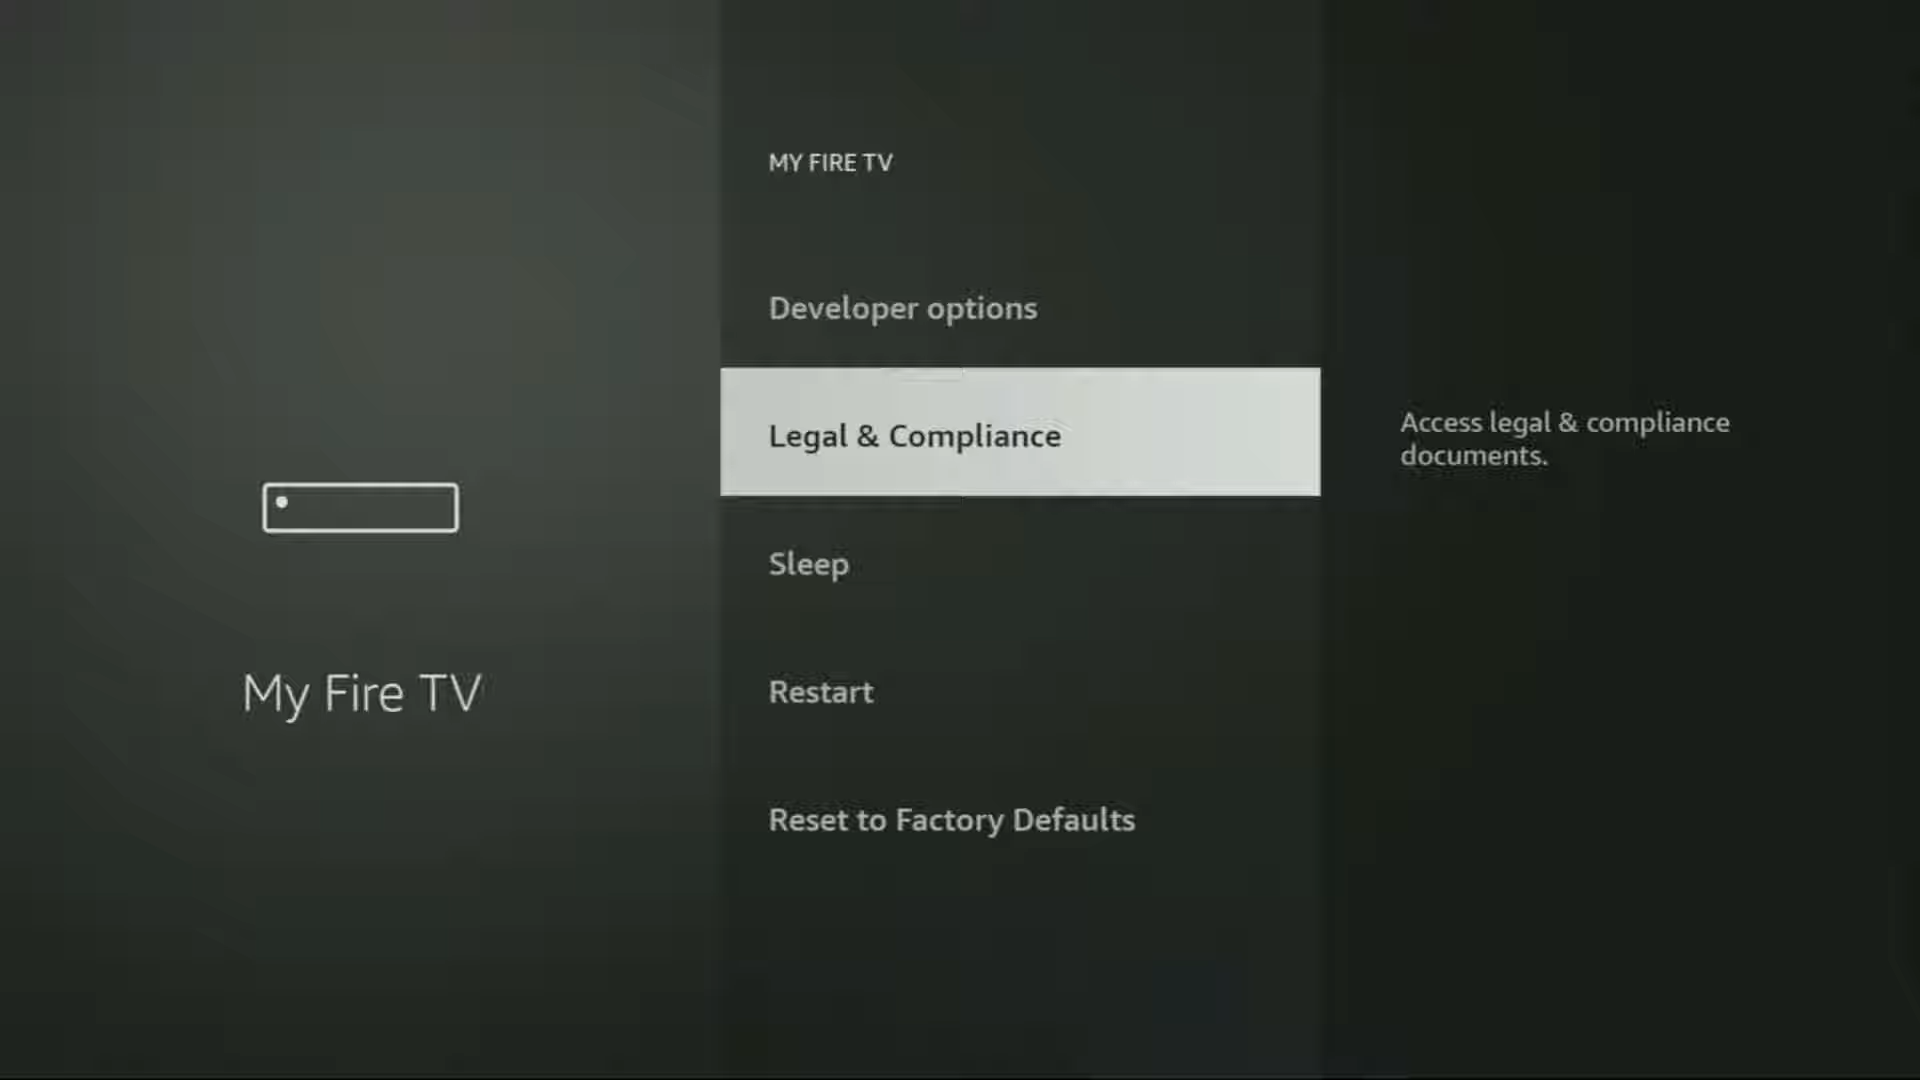 MY FIRE TV
Developer options
Legal & Compliance
Access legal & compliance
documents.
Sleep
Restart
My Fire TV
Reset to Factory Defaults